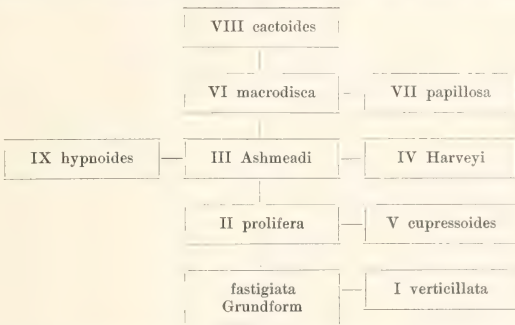 VIII cactoides
VI macrodisca
VII papillosa
IX hypnoides
III Ashmeadi
IV Harveyi
II prolifera
V cupressoides
fastigiata
Grundform
I verticillata